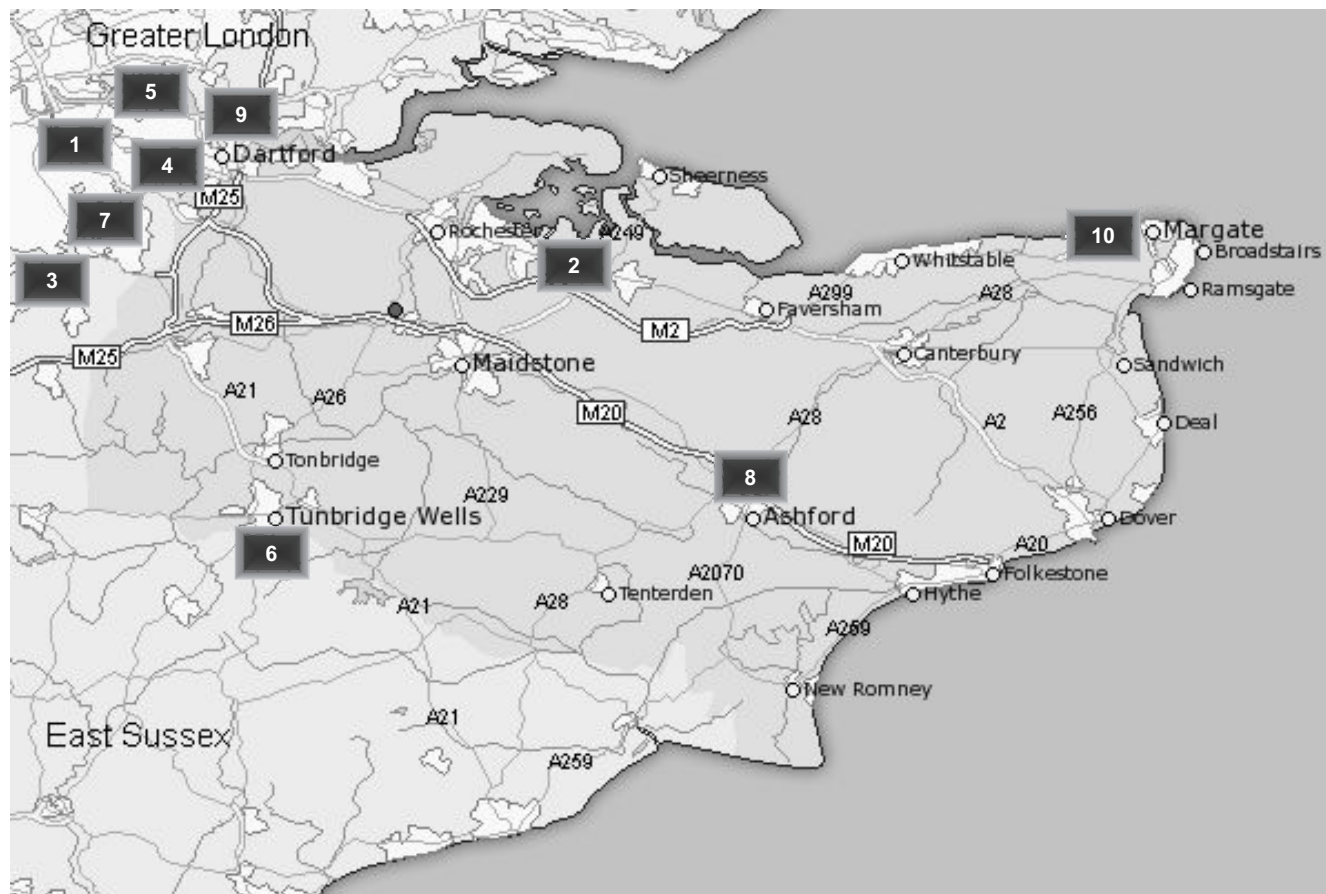 Greater London
5
9
1
4
Dartford
M25
Sheerness
7
Rochester
A249
10
Margate
Broadstairs
2
3
Whitstable
A299
A28
Ramsgate
Faversham
M26
M2
M25
Maidstone
Canterbury
Sandwich
A21
A26
M20
A28
A2
A256
Deal
Tonbridge
8
A229
Tunbridge Wells
Ashford
Dover
6
M20
A20
A2070
Folkestone
A21
A28
Tenterden
Hythe
A259
New Romney
A21
East Sussex
A259